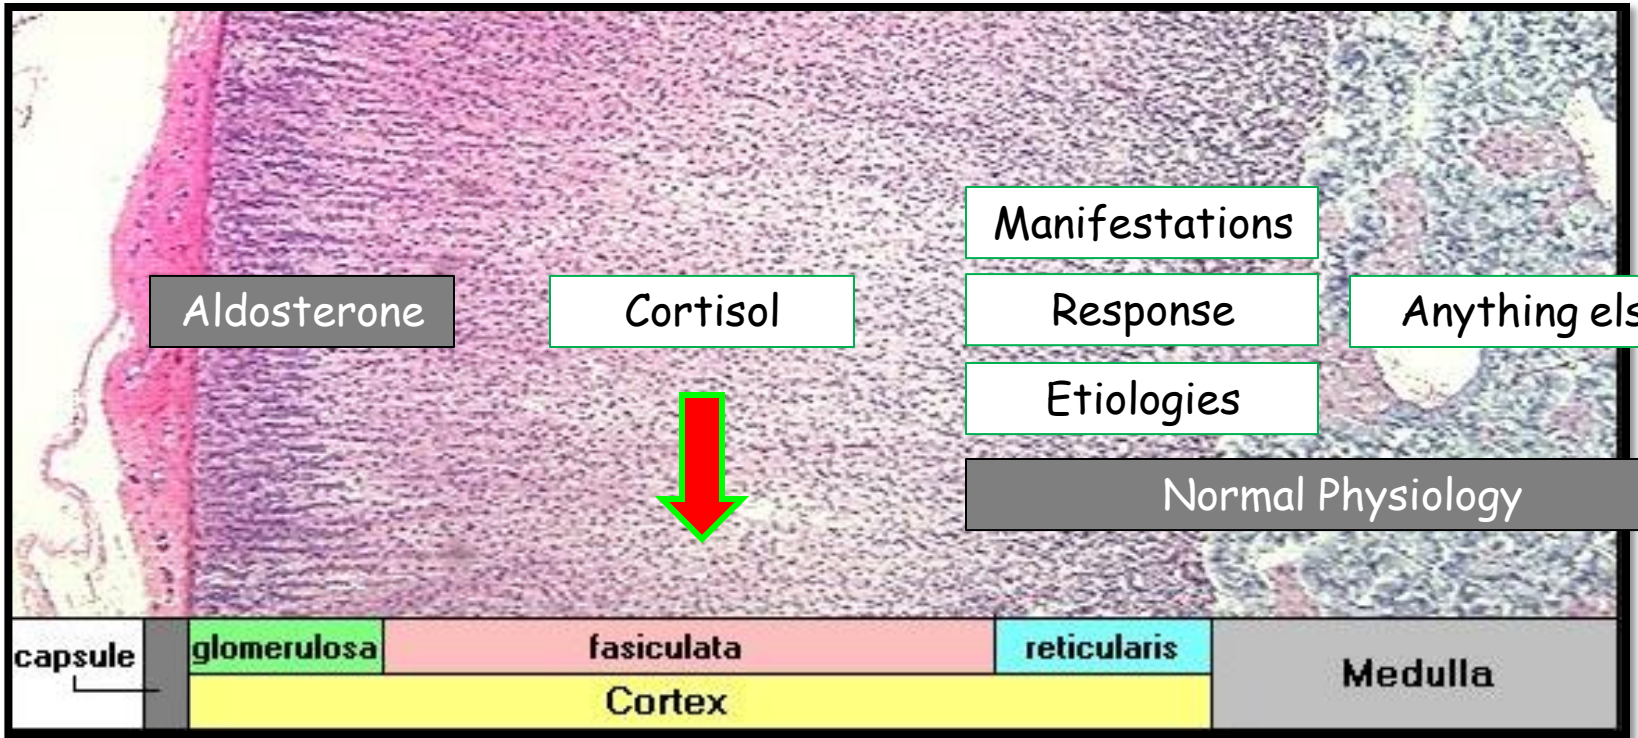 Manifestations
Aldosterone
Cortisol
Response
Anything els
Etiologies
Normal Physiology
capsule
glomerulosa
fasiculata
reticularis
Medulla
Cortex